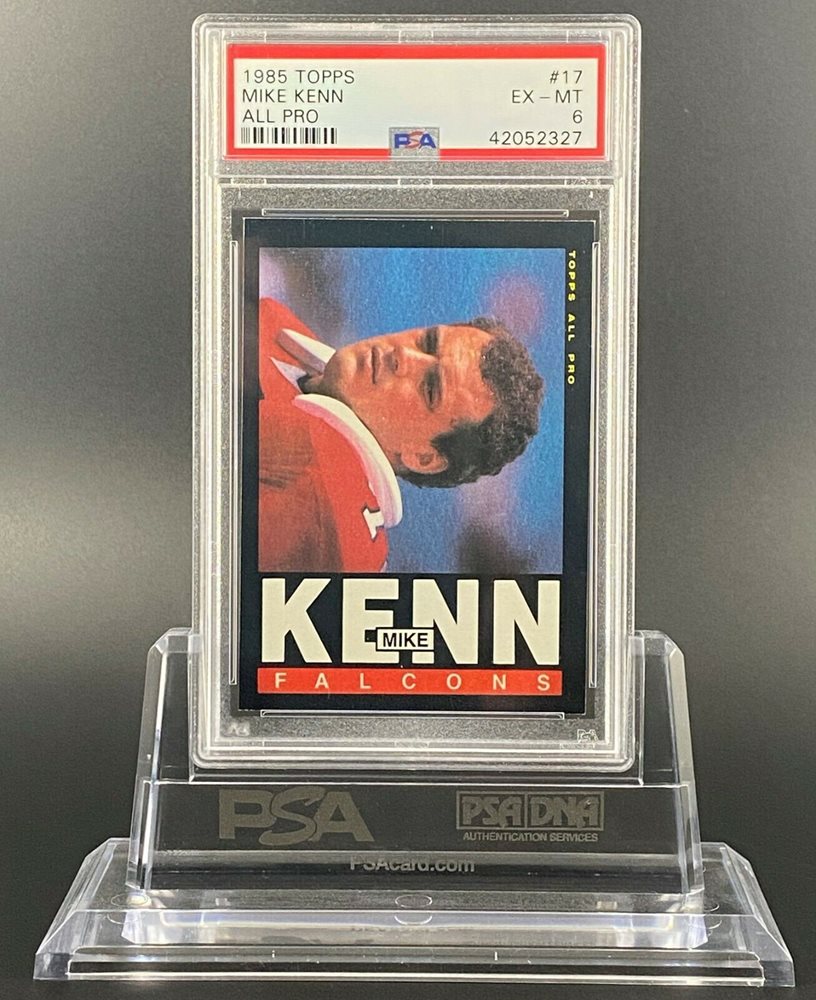 1985 TOPPS #17
MIKE KENN EX – MT
ALL PRO 6
PSA 42052327
TOPPS ALL PRO
KENN
MIKE
FALCONS
PSA PSA DNA
AUTHENTICATION SERVICES
PSAcard.com